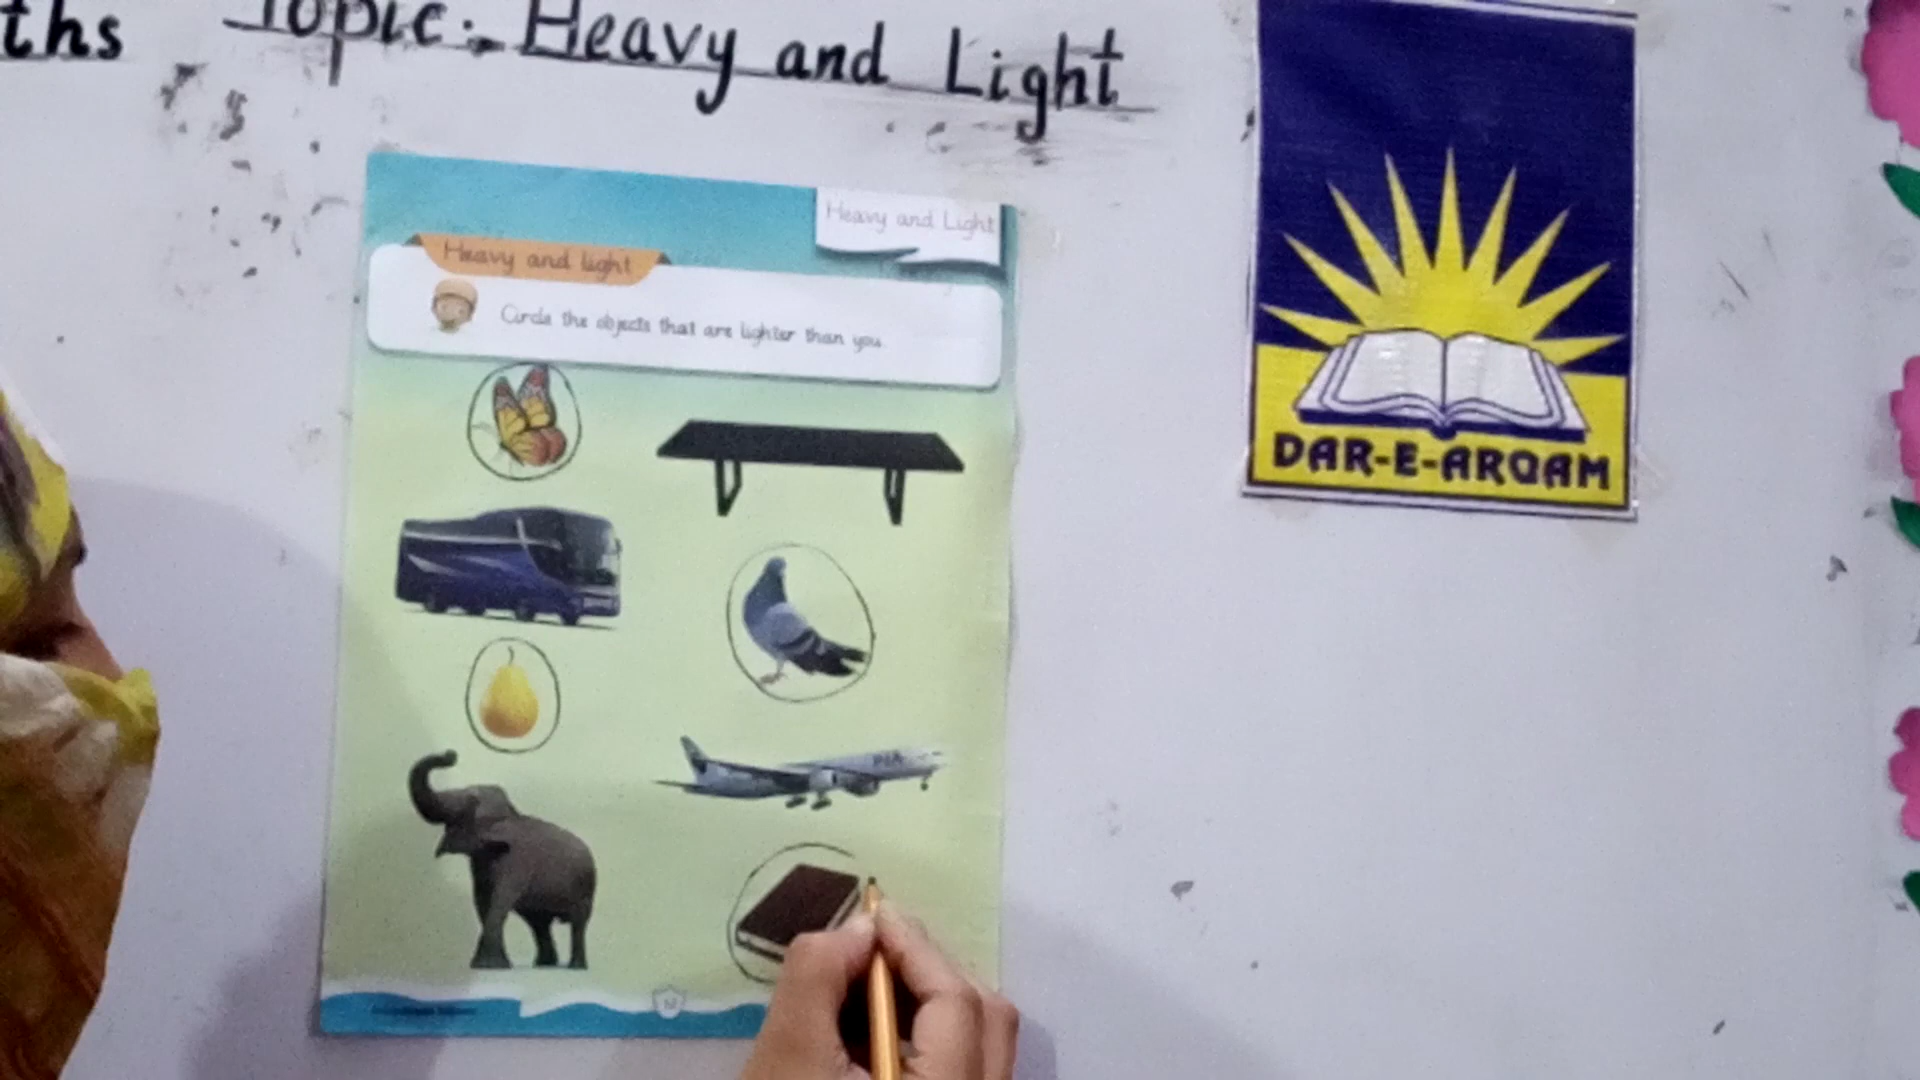 ths Topic:- Heavy and Light
Heavy and Light
Heavy and light
Circle the objects that are lighter than you.
PIA
DAR-E-ARQAM